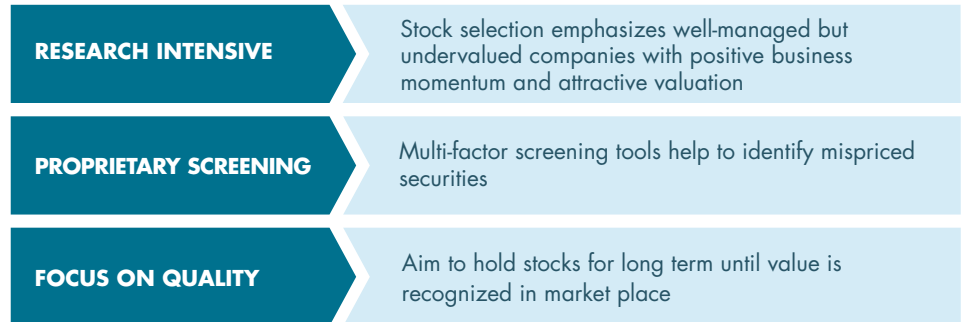 RESEARCH INTENSIVE
Stock selection emphasizes well-managed but
undervalued companies with positive business
momentum and attractive valuation
PROPRIETARY SCREENING
Multi-factor screening tools help to identify mispriced
securities
FOCUS ON QUALITY
Aim to hold stocks for long term until value is
recognized in market place